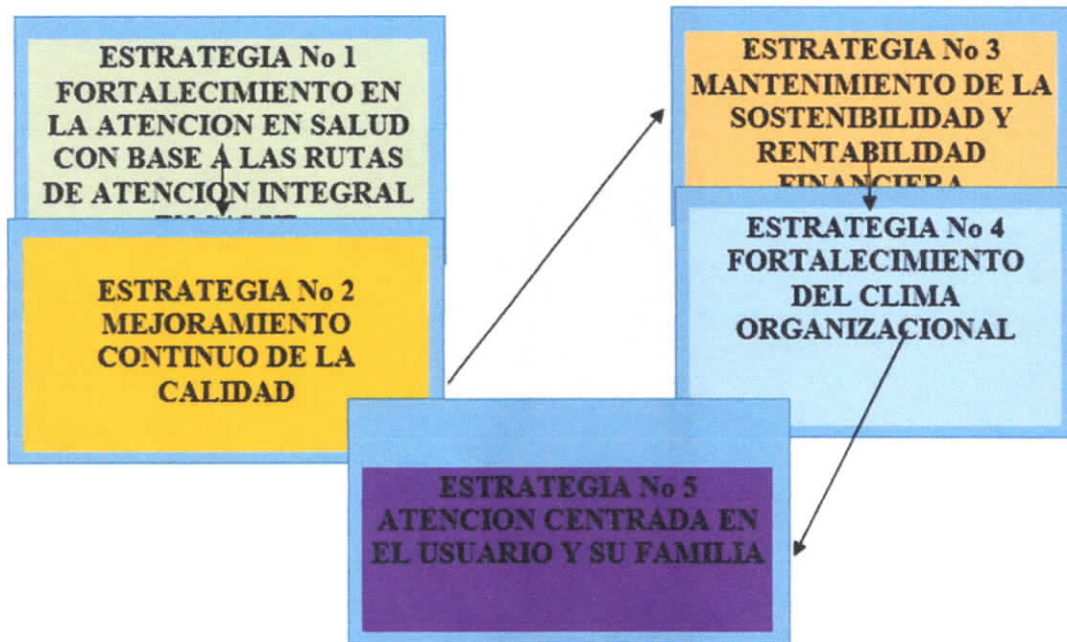 ESTRATEGIA No 1
FORTALECIMIENTO EN
LA ATENCION EN SALUD
CON BASE A LAS RUTAS
DE ATENCION INTEGRAL
ESTRATEGIA No 2
MEJORAMIENTO
CONTINUO DE LA
CALIDAD
ESTRATEGIA No 3
MANTENIMIENTO DE LA
SOSTENIBILIDAD Y
RENTABILIDAD
FINANCIERA
ESTRATEGIA No 4
FORTALECIMIENTO
DEL CLIMA
ORGANIZACIONAL
ESTRATEGIA No 5
ATENCION CENTRADA EN
EL USUARIO Y SU FAMILIA